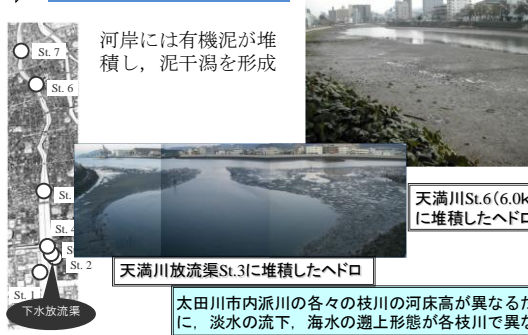 河岸には有機泥が堆
積し，泥干潟を形成
St. 7
St. 6
St.
St. 4
St. 2
St. 1
下水放流渠
天満川St.6（6.0k
に堆積したヘドロ
天満川放流渠St.3に堆積したヘドロ
太田川市内派川の各々の枝川の河床高が異なるた
に，淡水の流下，海水の遡上形態が各枝川で異な